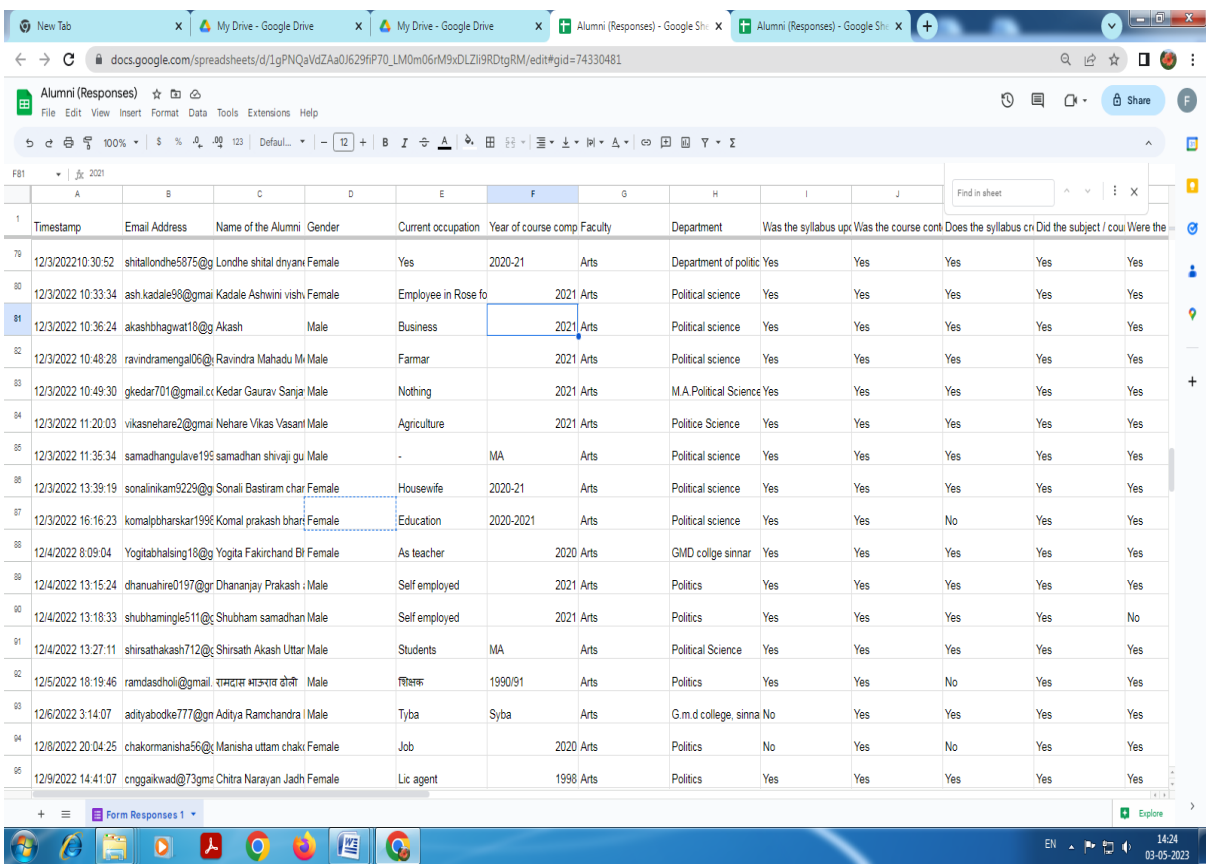 New Tab My Drive - Google Drive My Drive - Google Drive Alumni (Responses) - Google She Alumni (Responses) - Google She
docs.google.com/spreadsheets/d/1gPNQaVdZAa0J629fiP70_LM0m06rM9xDLZIi9RDtgRM/edit#gid=74330481
Alumni (Responses)
File Edit View Insert Format Data Tools Extensions Help
Share F
100% $ % .0 .00 123 Defaul... 12 B I A
F81 fx 2021
Find in sheet
A B C D E F G H I J
1 Timestamp Email Address Name of the Alumni Gender Current occupation Year of course comp Faculty Department Was the syllabus upd Was the course cont Does the syllabus cre Did the subject / cou Were the
79 12/3/202210:30:52 shitallondhe5875@g Londhe shital dnyane Female Yes 2020-21 Arts Department of politic Yes Yes Yes Yes Yes
80 12/3/2022 10:33:34 ash.kadale98@gmai Kadale Ashwini vishv Female Employee in Rose fo 2021 Arts Political science Yes Yes Yes Yes Yes
81 12/3/2022 10:36:24 akashbhagwat18@g Akash Male Business 2021 Arts Political science Yes Yes Yes Yes Yes
82 12/3/2022 10:48:28 ravindramengal06@g Ravindra Mahadu Me Male Farmar 2021 Arts Political science Yes Yes Yes Yes Yes
83 12/3/2022 10:49:30 gkedar701@gmail.cc Kedar Gaurav Sanja Male Nothing 2021 Arts M.A.Political Science Yes Yes Yes Yes Yes
84 12/3/2022 11:20:03 vikasnehare2@gmai Nehare Vikas Vasant Male Agriculture 2021 Arts Politice Science Yes Yes Yes Yes Yes
85 12/3/2022 11:35:34 samadhangulave199 samadhan shivaji gu Male - MA Arts Political science Yes Yes Yes Yes Yes
86 12/3/2022 13:39:19 sonalinikam9229@g Sonali Bastiram char Female Housewife 2020-21 Arts Political science Yes Yes Yes Yes Yes
87 12/3/2022 16:16:23 komalpbharskar1998 Komal prakash bhars Female Education 2020-2021 Arts Political science Yes Yes No Yes Yes
88 12/4/2022 8:09:04 Yogitabhalsing18@g Yogita Fakirchand Bh Female As teacher 2020 Arts GMD collge sinnar Yes Yes Yes Yes Yes
89 12/4/2022 13:15:24 dhanuahire0197@gm Dhananjay Prakash Male Self employed 2021 Arts Politics Yes Yes Yes Yes Yes
90 12/4/2022 13:18:33 shubhamingle511@g Shubham samadhan Male Self employed 2021 Arts Politics Yes Yes Yes Yes No
91 12/4/2022 13:27:11 shirsathakash712@g Shirsath Akash Uttar Male Students MA Arts Political Science Yes Yes Yes Yes Yes
92 12/5/2022 18:19:46 ramdasdholi@gmail. रामदास भाऊराव ढोली Male शिक्षक 1990/91 Arts Politics Yes Yes No Yes Yes
93 12/6/2022 3:14:07 adityabodke777@gm Aditya Ramchandra Male Tyba Syba Arts G.m.d college, sinna No Yes Yes Yes Yes
94 12/8/2022 20:04:25 chakormanisha56@g Manisha uttam chako Female Job 2020 Arts Politics No Yes No Yes Yes
95 12/9/2022 14:41:07 cnggaikwad@73gma Chitra Narayan Jadh Female Lic agent 1998 Arts Politics Yes Yes Yes Yes Yes
Form Responses 1 Explore
EN 14:24
03-05-2023